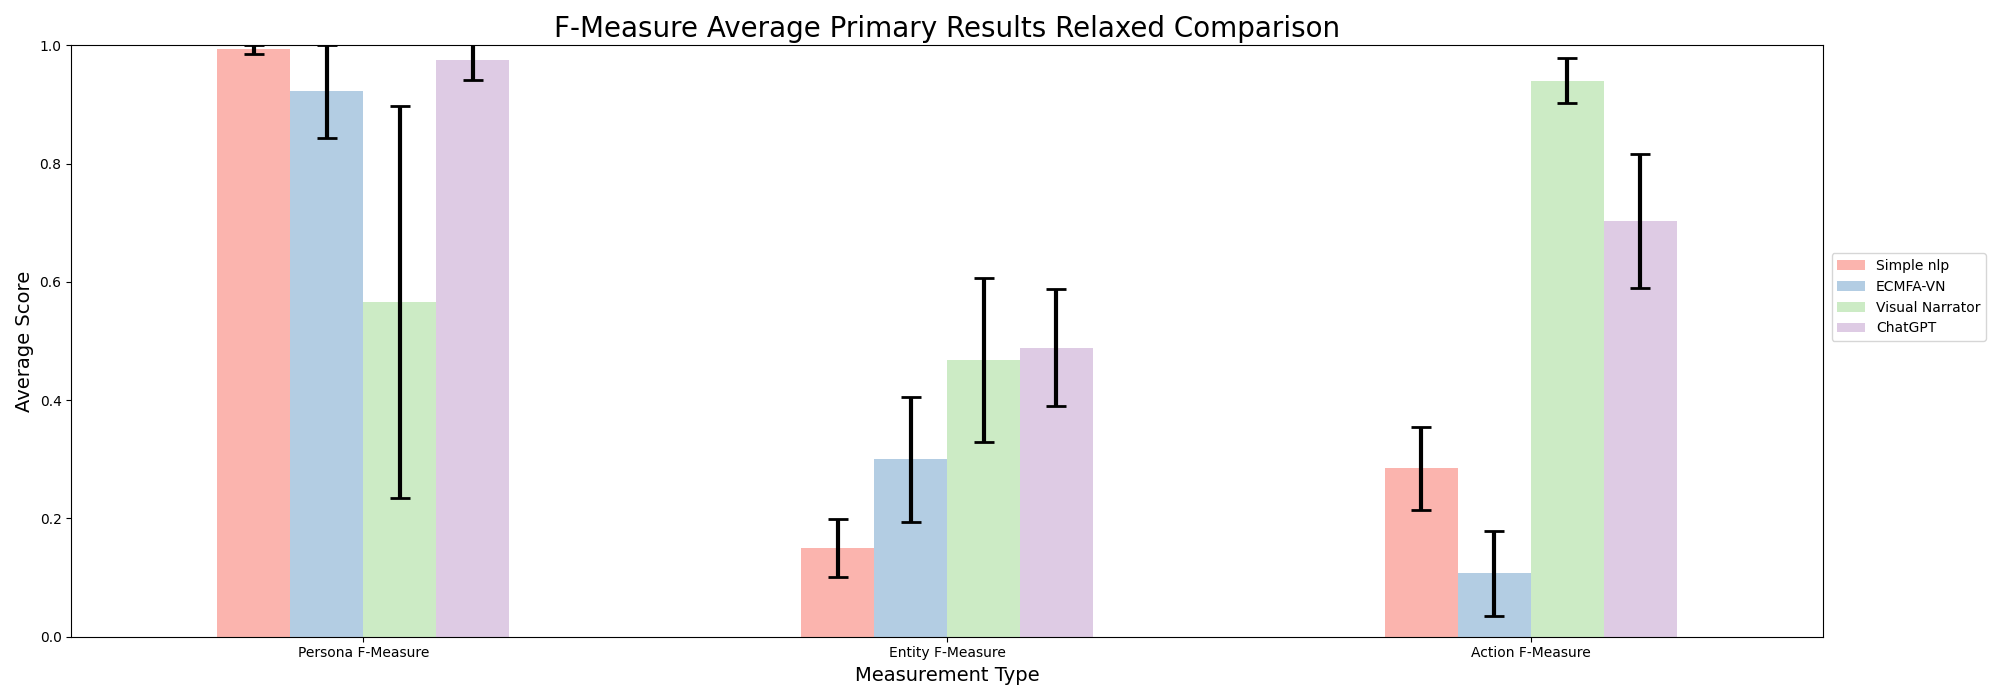 F-Measure Average Primary Results Relaxed Comparison
Average Score
1.0
0.8
0.6
0.4
0.2
0.0
Persona F-Measure
Entity F-Measure
Action F-Measure
Measurement Type
Simple nlp
ECMFA-VN
Visual Narrator
ChatGPT